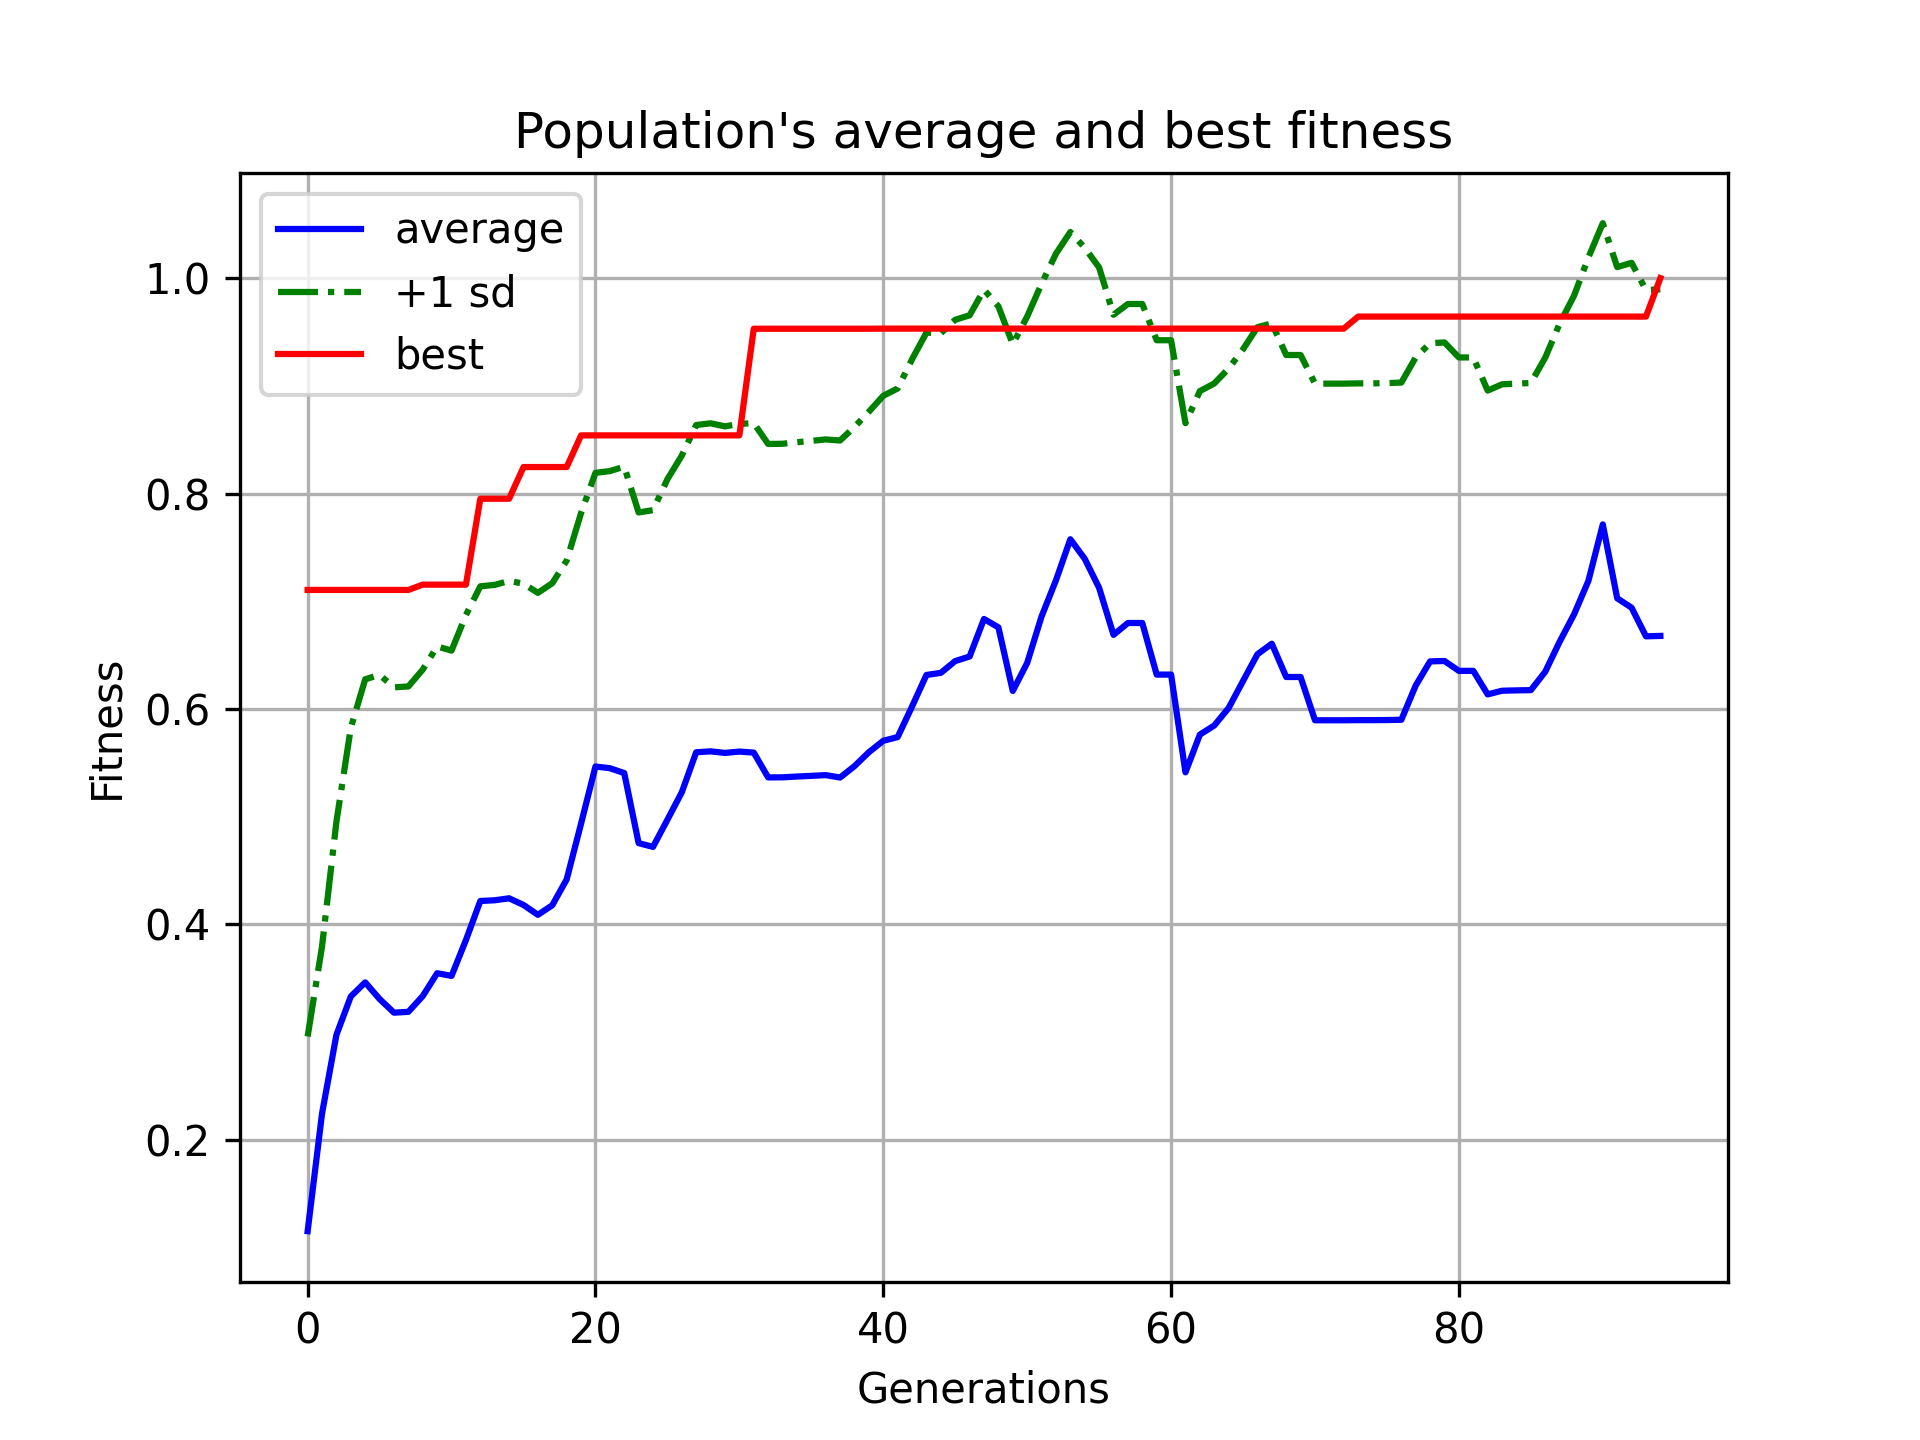 Population's average and best fitness
average
+1 sd
best
1.0
0.8
0.6
0.4
0.2
Fitness
0 20 40 60 80
Generations